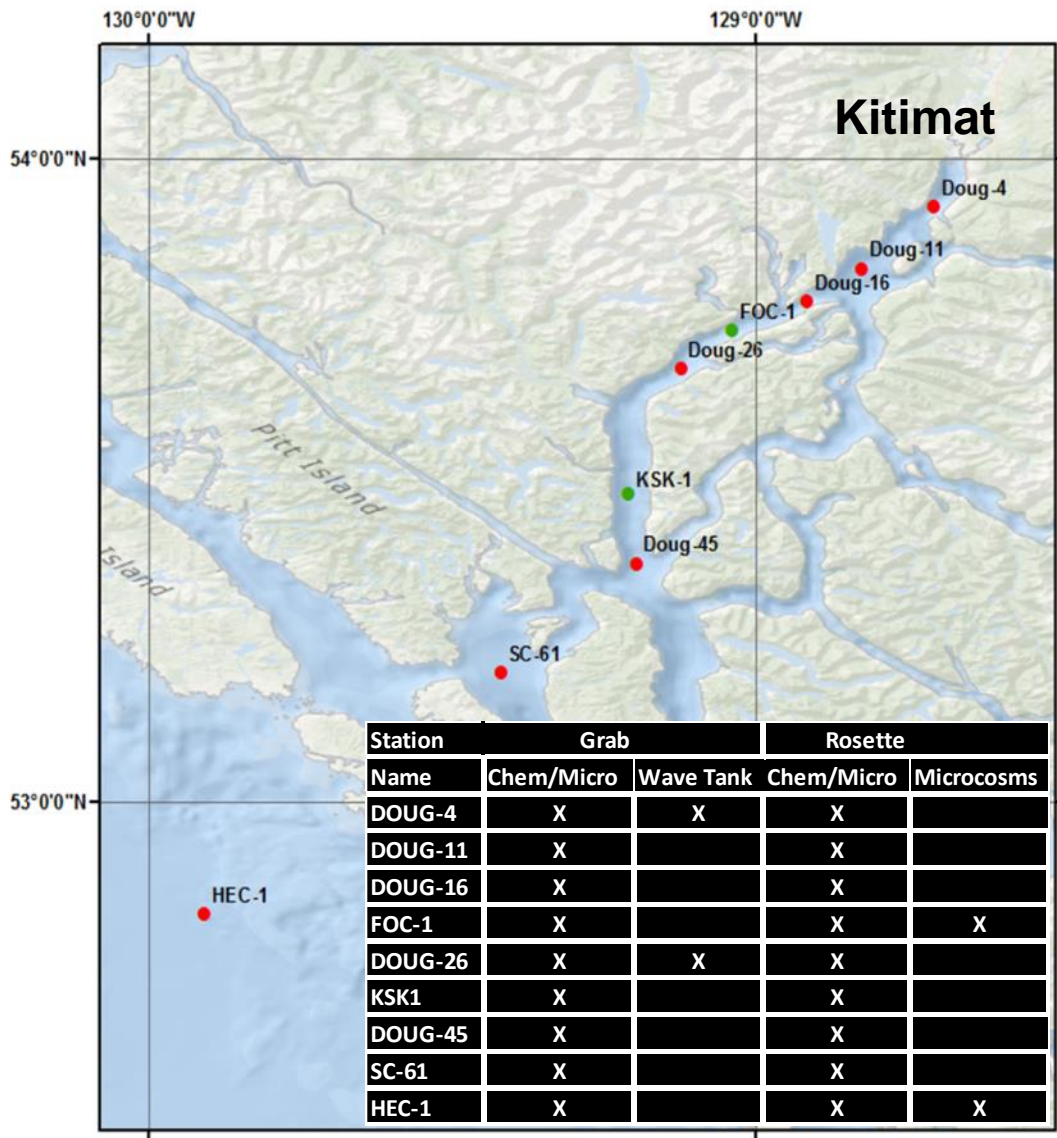 130°0'0"W 129°0'0"W
Kitimat
54°0'0"N
Doug-4
Doug-11
Doug-16
FOC-1
Doug-26
Pitt Island
KSK-1
Doug-45
Island
SC-61
53°0'0"N
HEC-1
Station Grab Rosette
Name Chem/Micro Wave Tank Chem/Micro Microcosms
DOUG-4 X X X
DOUG-11 X X
DOUG-16 X X
FOC-1 X X X
DOUG-26 X X X
KSK1 X X
DOUG-45 X X
SC-61 X X
HEC-1 X X X